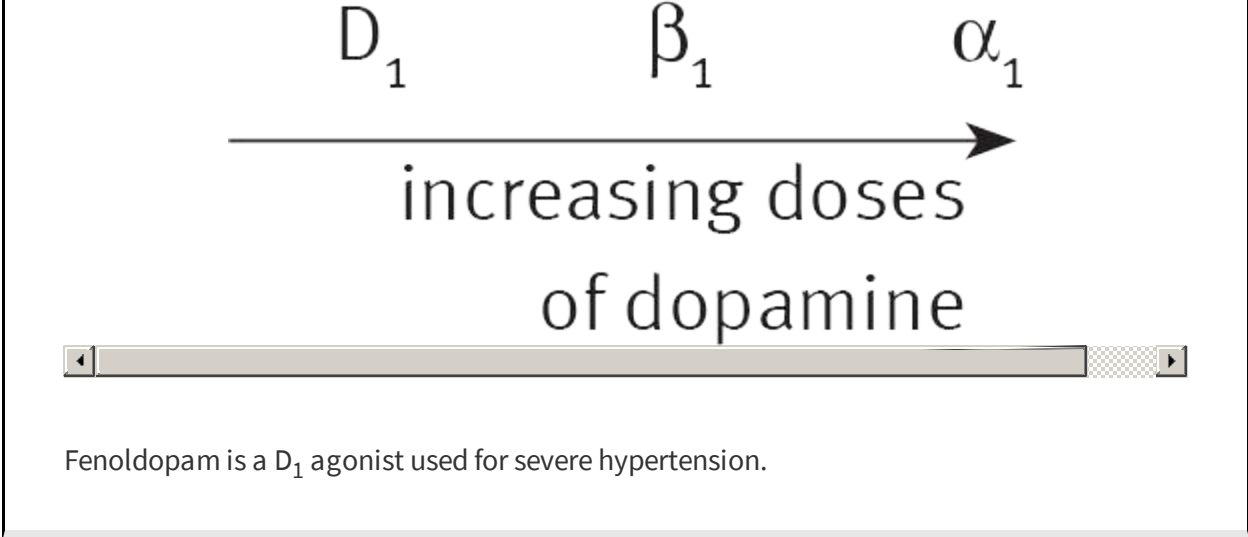 D₁ β₁ α₁
increasing doses
of dopamine
Fenoldopam is a D₁ agonist used for severe hypertension.